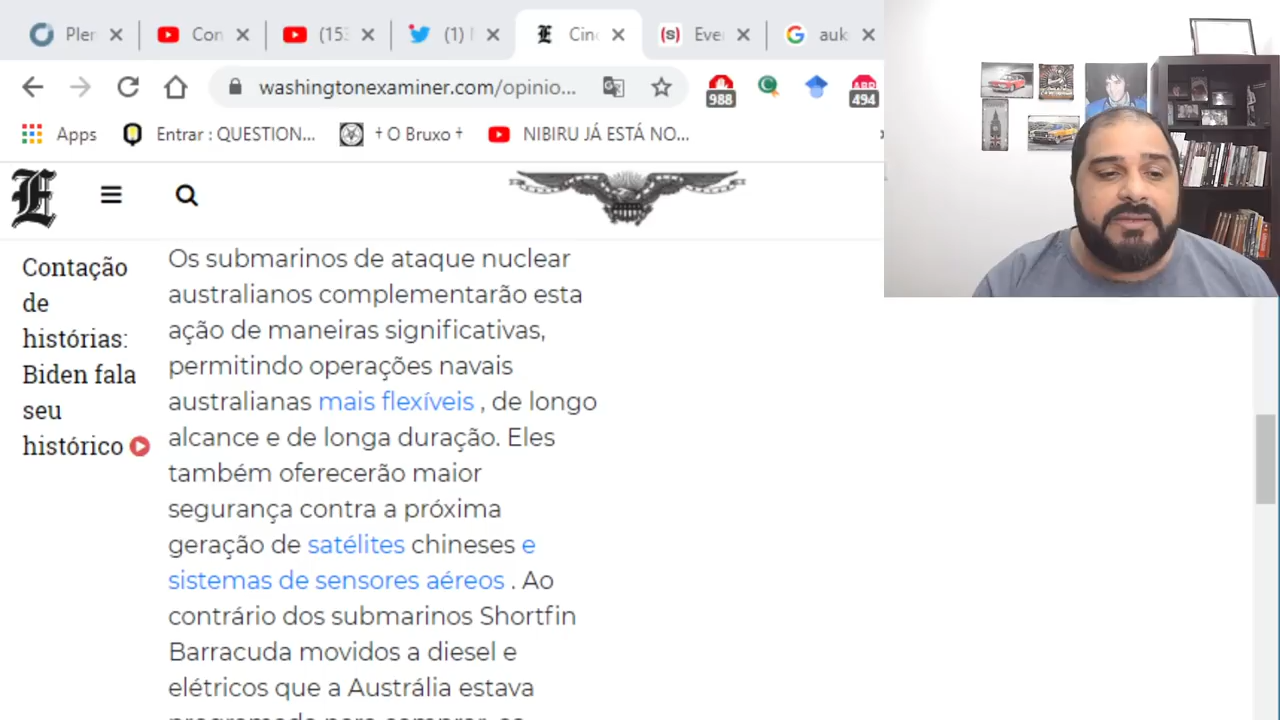 Pler
Con
(153
(1)
Cinc
Eve
auk
washingtonexaminer.com/opinio...
988
494
Apps
Entrar : QUESTION...
† O Bruxo †
NIBIRU JÁ ESTÁ NO...
Contação
de
histórias:
Biden fala
seu
histórico
Os submarinos de ataque nuclear
australianos complementarão esta
ação de maneiras significativas,
permitindo operações navais
australianas mais flexíveis , de longo
alcance e de longa duração. Eles
também oferecerão maior
segurança contra a próxima
geração de satélites chineses e
sistemas de sensores aéreos . Ao
contrário dos submarinos Shortfin
Barracuda movidos a diesel e
elétricos que a Austrália estava